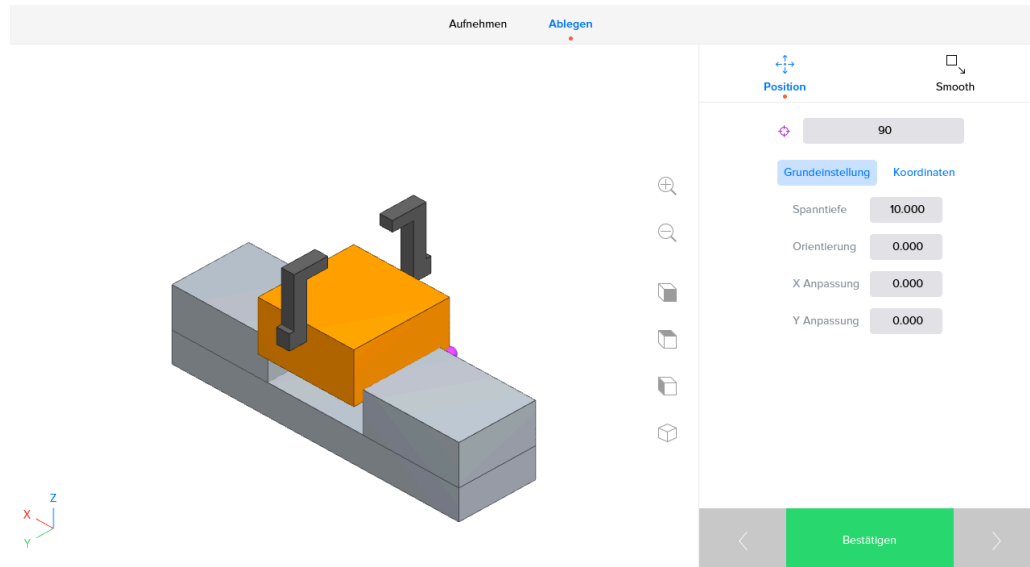 Aufnehmen Ablegen
Position Smooth
90
Grundeinstellung Koordinaten
Spanntiefe 10.000
Orientierung 0.000
X Anpassung 0.000
Y Anpassung 0.000
Z
X
Y
Bestätigen